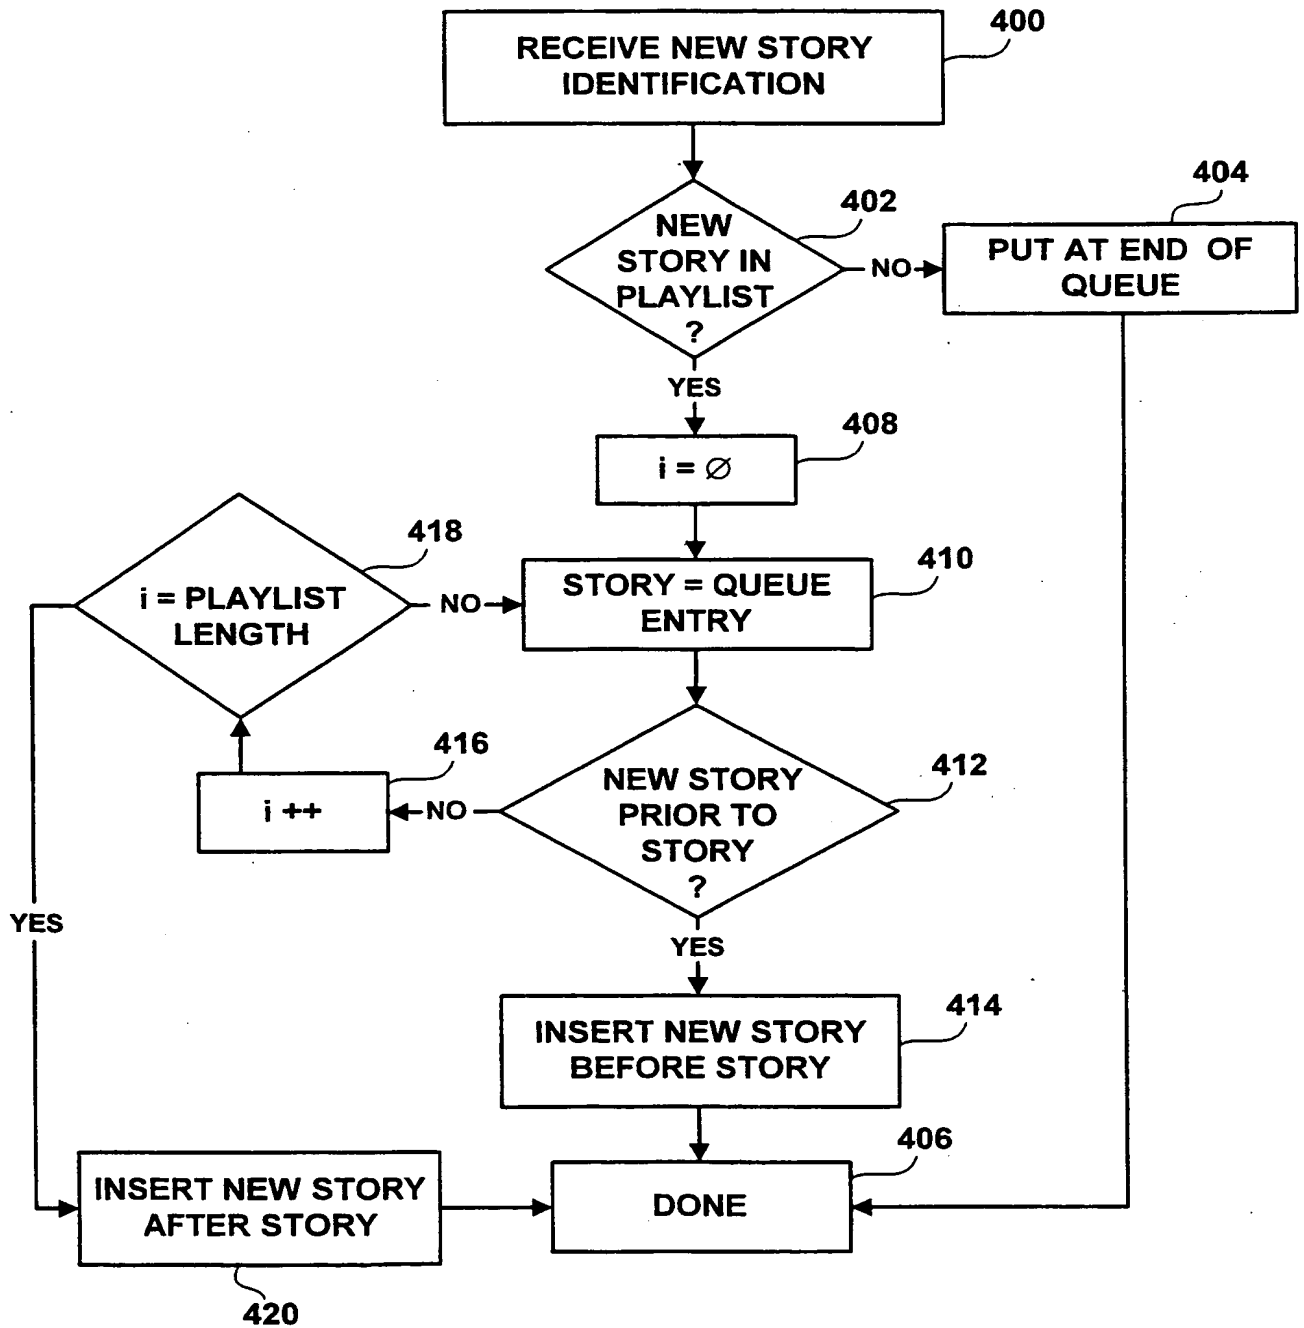 400
RECEIVE NEW STORY
IDENTIFICATION
402
NEW
STORY IN
PLAYLIST
?
NO
404
PUT AT END OF
QUEUE
YES
408
i = ∅
418
i = PLAYLIST
LENGTH
NO
410
STORY = QUEUE
ENTRY
416
i ++
NO
412
NEW STORY
PRIOR TO
STORY
?
YES
YES
414
INSERT NEW STORY
BEFORE STORY
406
DONE
INSERT NEW STORY
AFTER STORY
420